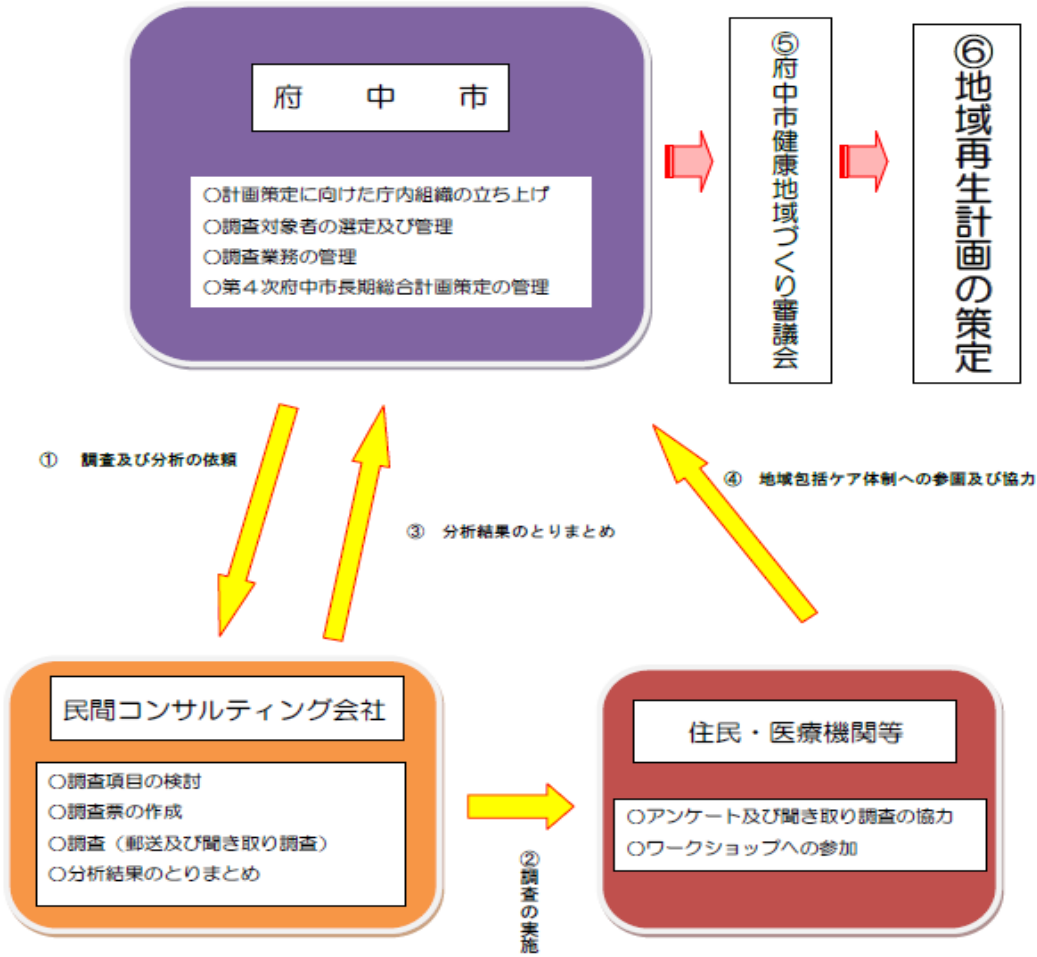 府　中　市
○計画策定に向けた庁内組織の立ち上げ
○調査対象者の選定及び管理
○調査業務の管理
○第４次府中市長期総合計画策定の管理
⑤府中市健康地域づくり審議会
⑥地域再生計画の策定
①　調査及び分析の依頼
③　分析結果のとりまとめ
④　地域包括ケア体制への参画及び協力
民間コンサルティング会社
○調査項目の検討
○調査票の作成
○調査（郵送及び聞き取り調査）
○分析結果のとりまとめ
②調査の実施
住民・医療機関等
○アンケート及び聞き取り調査の協力
○ワークショップへの参加